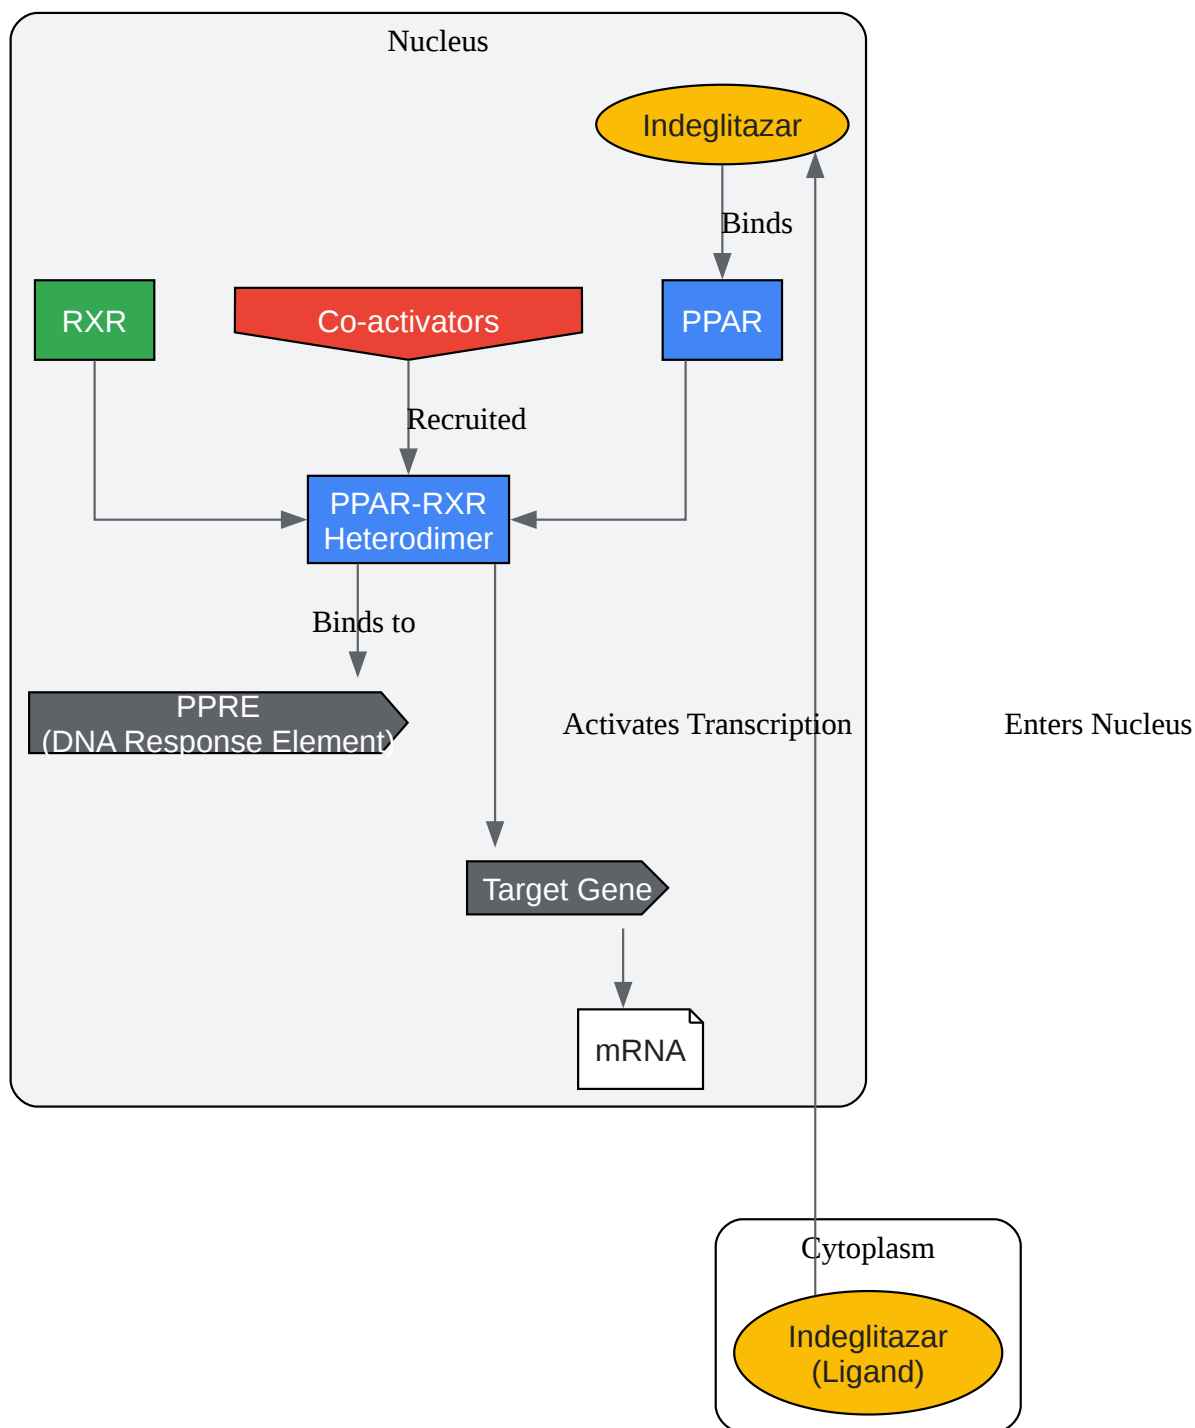 Nucleus
Indeglitazar
Binds
RXR
Co-activators
PPAR
Recruited
PPAR-RXR
Heterodimer
Binds to
PPRE
(DNA Response Element)
Activates Transcription
Enters Nucleus
Target Gene
mRNA
Cytoplasm
Indeglitazar
(Ligand)